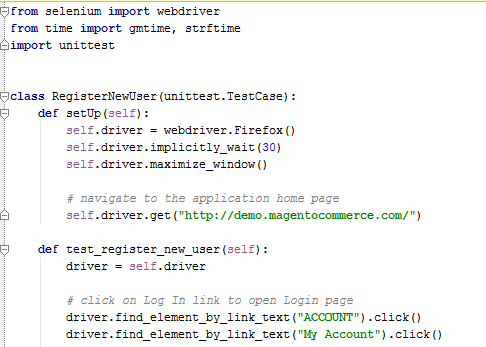 from selenium import webdriver
from time import gmtime, strftime
import unittest
class RegisterNewUser(unittest.TestCase):
    def setUp(self):
        self.driver = webdriver.Firefox()
        self.driver.implicitly_wait(30)
        self.driver.maximize_window()
        # navigate to the application home page
        self.driver.get("http://demo.magentocommerce.com/")
    def test_register_new_user(self):
        driver = self.driver
        # click on Log In link to open Login page
        driver.find_element_by_link_text("ACCOUNT").click()
        driver.find_element_by_link_text("My Account").click()